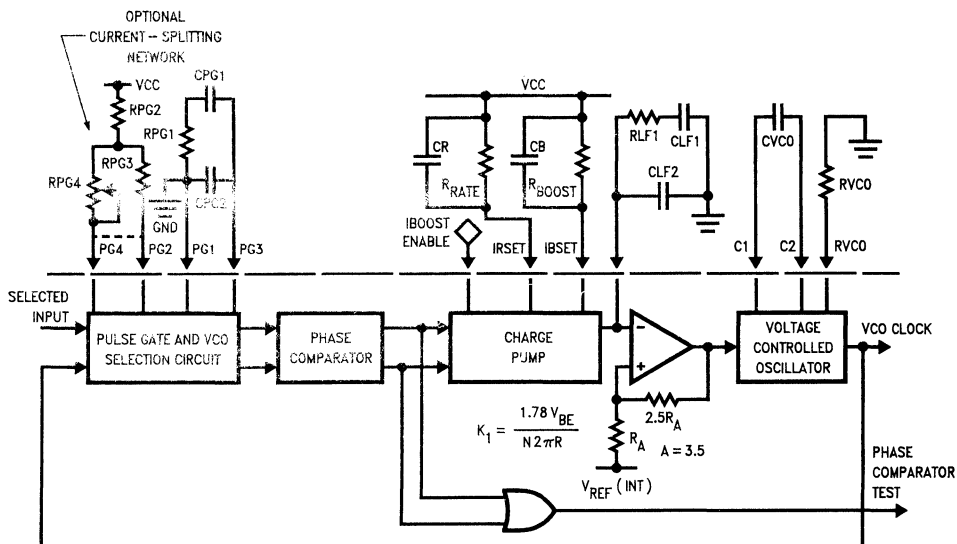 OPTIONAL
CURRENT – SPLITTING
NETWORK
VCC
CPG1
RPG2
RPG1
RPG3
RPG4
CPG2
GND
PG4
PG2
PG1
PG3
VCC
CR
R RATE
CB
R BOOST
IBOOST
ENABLE
IRSET
IBSET
RLF1
CLF1
CLF2
CVCO
RVCO
C1
C2
RVCO
SELECTED
INPUT
PULSE GATE AND VCO
SELECTION CIRCUIT
PHASE
COMPARATOR
CHARGE
PUMP
−
+
VOLTAGE
CONTROLLED
OSCILLATOR
VCO CLOCK
K1 = 1.78 VBE / N 2 π R
2.5RA
RA
A = 3.5
VREF (INT)
PHASE
COMPARATOR
TEST